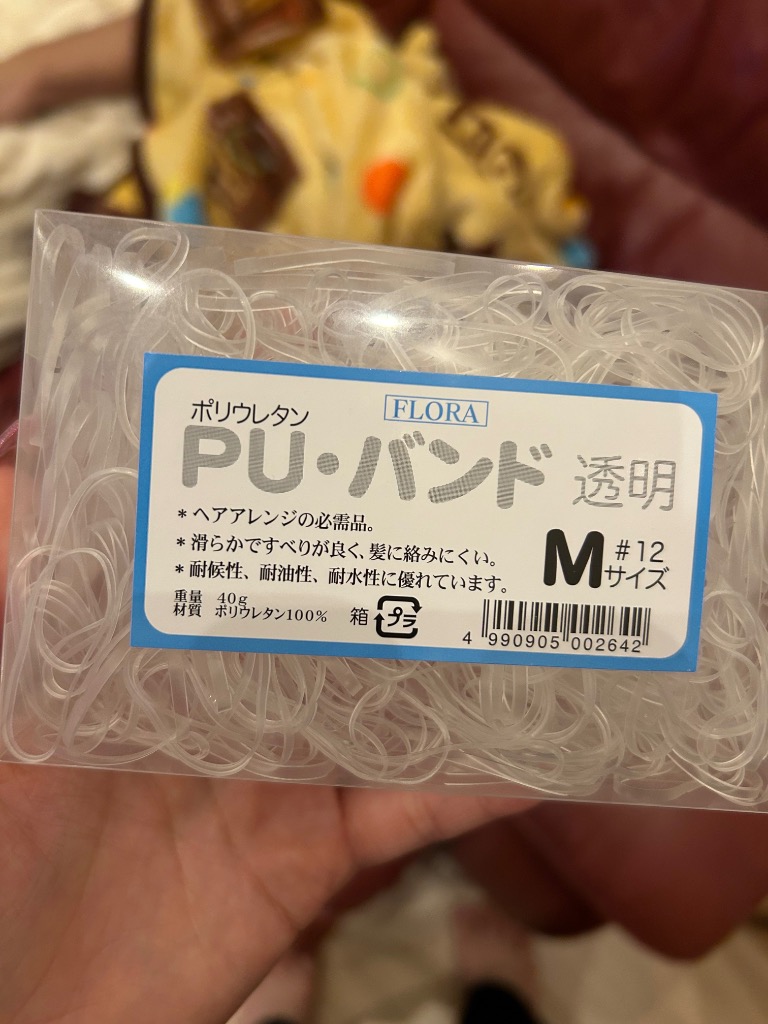 FLORA
ポリウレタン
PU・バンド 透明
*ヘアアレンジの必需品。
*滑らかですべりが良く、髪に絡みにくい。
*耐候性、耐油性、耐水性に優れています。
M #12
サイズ
重量 40g
材質 ポリウレタン100%
箱 プラ
4 990905 002642